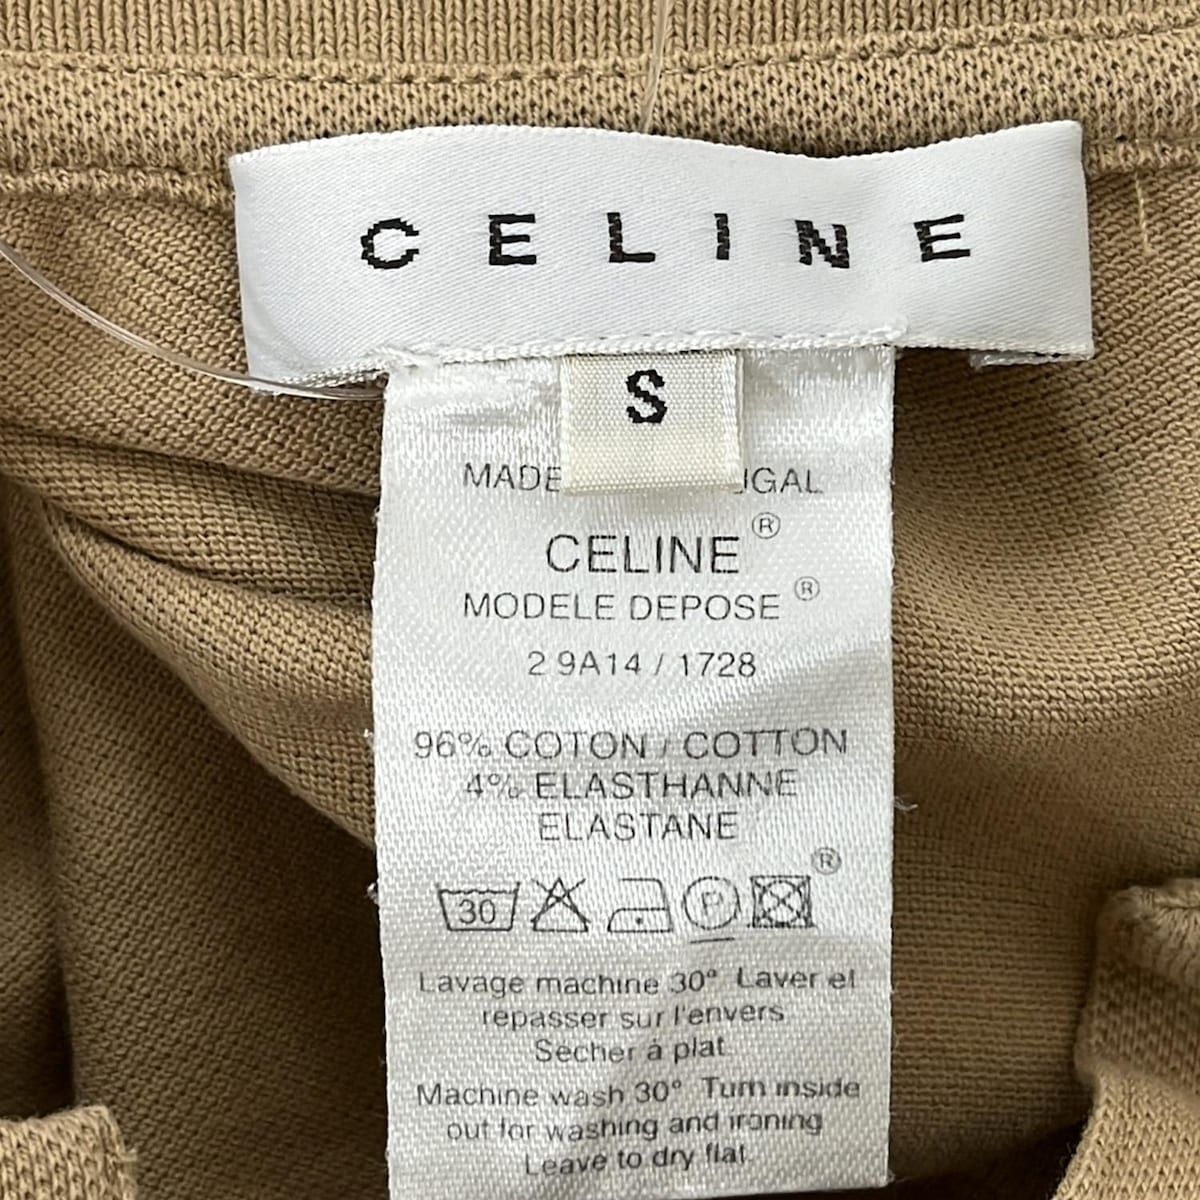 CELINE
S
MADE
CELINE®
MODELE DEPOSE®
2 9A14 / 1728
96% COTON / COTTON
4% ELASTHANNE
ELASTANE
®
30 P
Lavage machine 30° Laver et
repasser sur l'envers
Sécher à plat
Machine wash 30° Turn inside
out for washing and ironing
Leave to dry flat